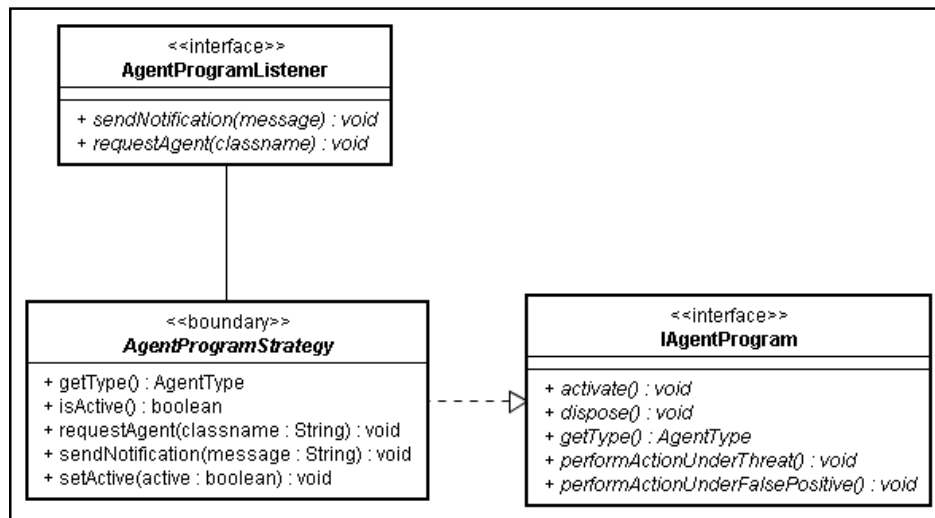 <<interface>>
AgentProgramListener
+ sendNotification(message) : void
+ requestAgent(classname) : void
<<boundary>>
AgentProgramStrategy
+ getType() : AgentType
+ isActive() : boolean
+ requestAgent(classname : String) : void
+ sendNotification(message : String) : void
+ setActive(active : boolean) : void
<<interface>>
IAgentProgram
+ activate() : void
+ dispose() : void
+ getType() : AgentType
+ performActionUnderThreat() : void
+ performActionUnderFalsePositive() : void